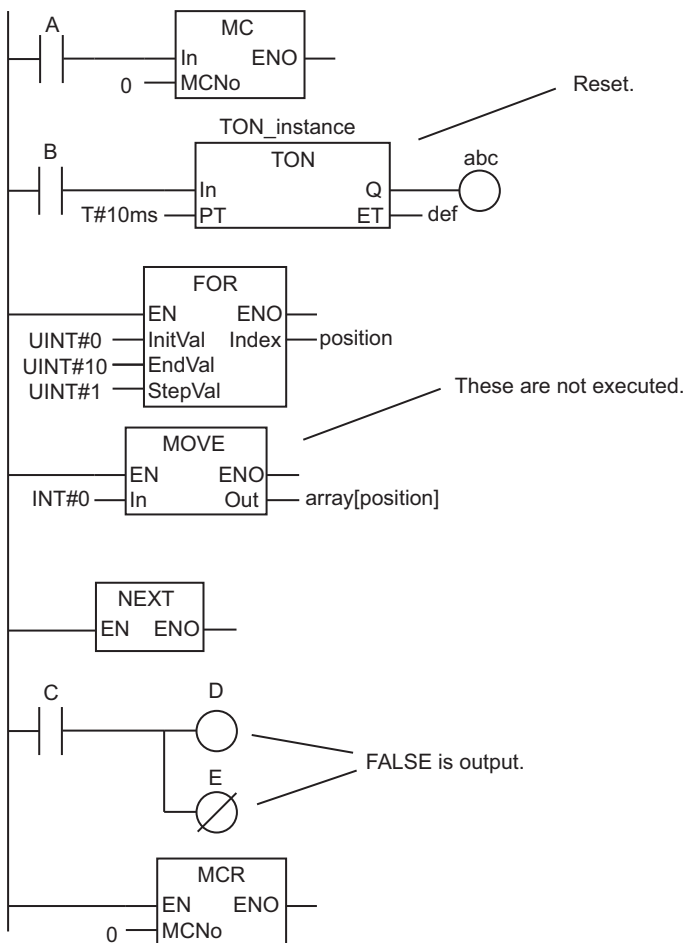 A
MC
In ENO
0 MCNo
Reset.
TON_instance
B
TON
abc
In Q
T#10ms PT ET def
FOR
EN ENO
UINT#0 InitVal Index position
UINT#10 EndVal
UINT#1 StepVal
These are not executed.
MOVE
EN ENO
INT#0 In Out array[position]
NEXT
EN ENO
C
D
FALSE is output.
E
MCR
EN ENO
0 MCNo